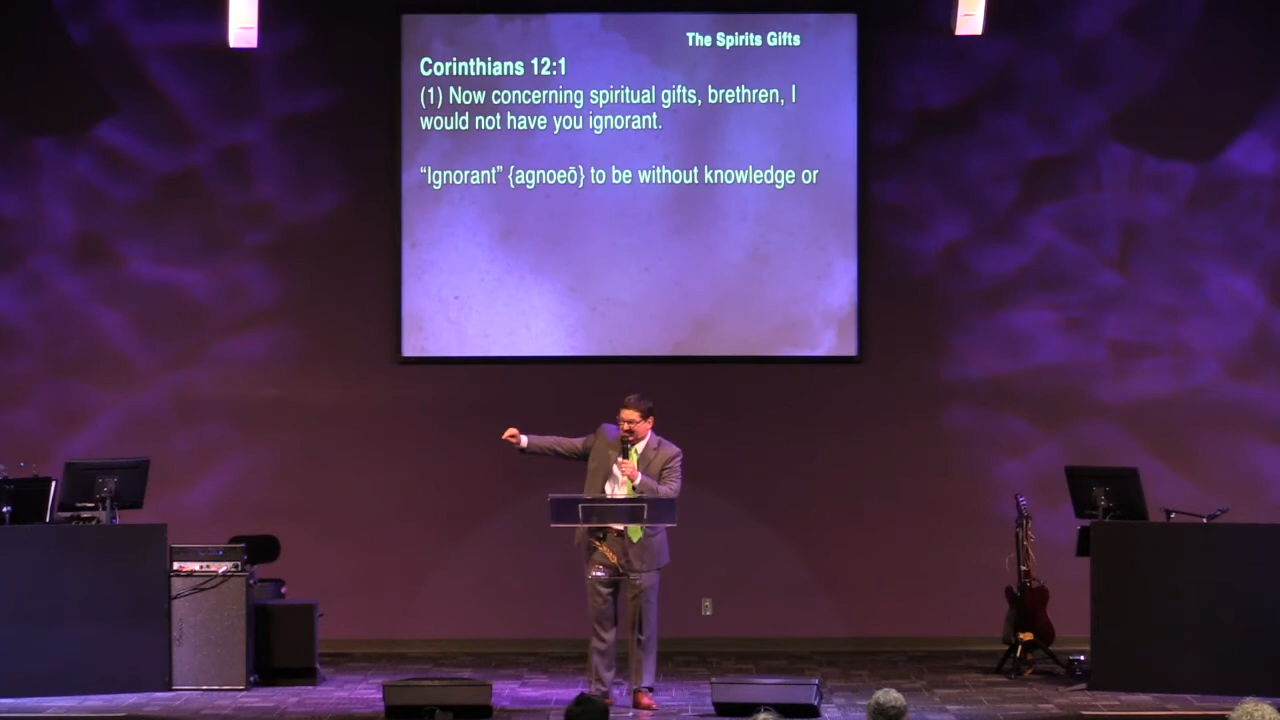 The Spirits Gifts
Corinthians 12:1
(1) Now concerning spiritual gifts, brethren, I
would not have you ignorant.
“Ignorant” {agnoeō} to be without knowledge or